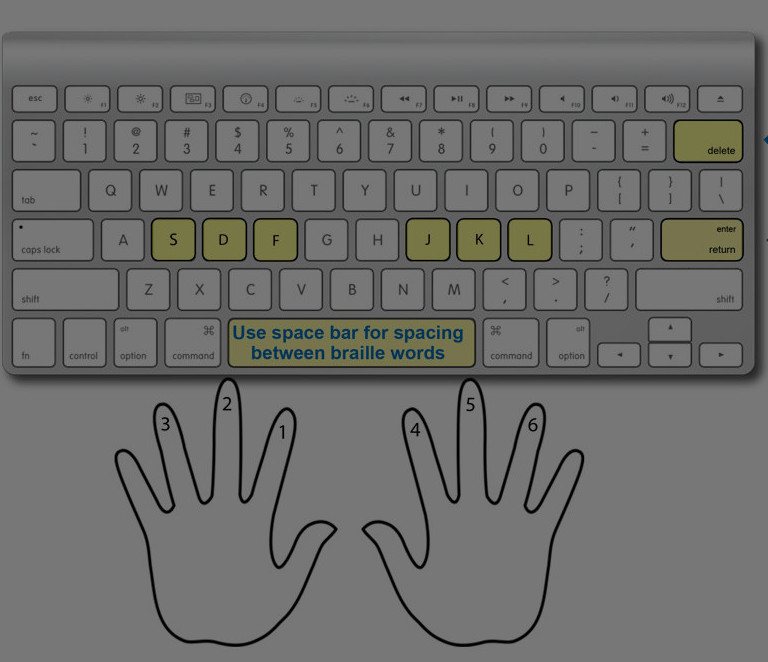 esc F1 F2 F3 F4 F5 F6 F7 F8 F9 F10 F11 F12
~ ! @ # $ % ^ & * ( ) – +
` 1 2 3 4 5 6 7 8 9 0 - = delete
tab Q W E R T Y U I O P { [ } ] | \
caps lock A S D F G H J K L : ; " ' enter return
shift Z X C V B N M < , > . ? / shift
alt ⌘ Use space bar for spacing ⌘ alt
fn control option command between braille words command option
3 2 1 4 5 6